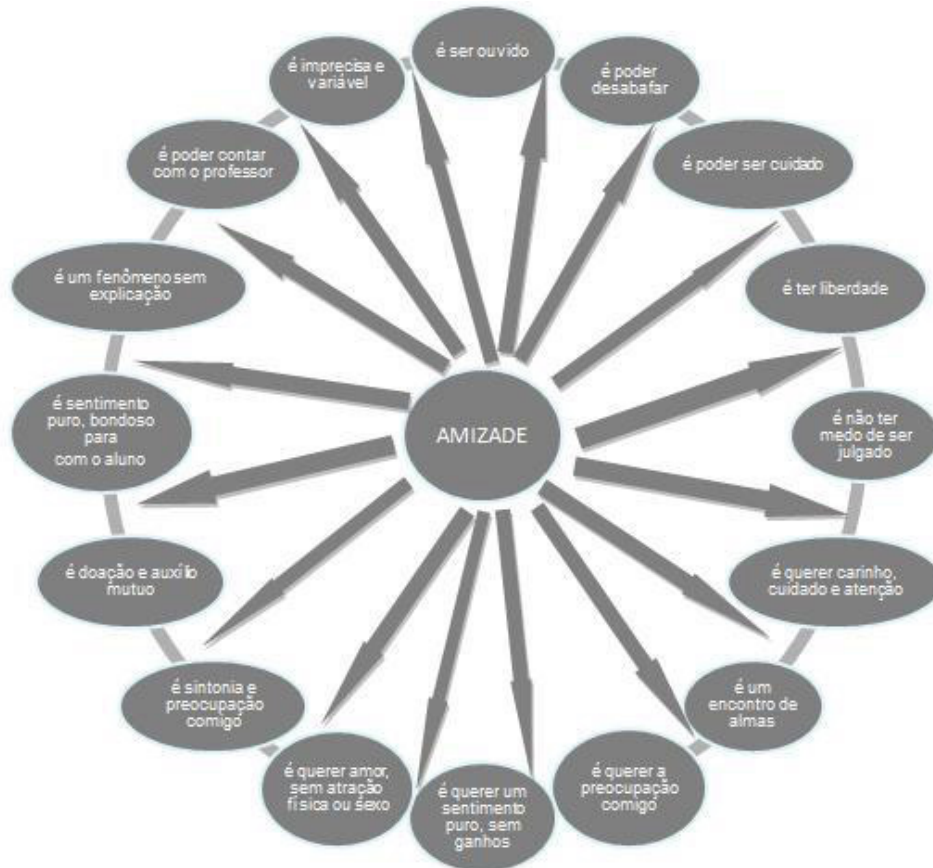 é ser ouvido
é poder
desabafar
é poder ser cuidado
é ter liberdade
é não ter
medo de ser
julgado
é querer carinho,
cuidado e atenção
é um
encontro de
almas
é querer a
preocupação
comigo
é querer um
sentimento
puro, sem
ganhos
é querer amor,
sem atração
física ou sexo
é sintonia e
preocupação
comigo
é doação e auxílio
mutuo
é sentimento
puro, bondoso
para
com o aluno
é um fenômeno sem
explicação
é poder contar
com o professor
é imprecisa e
variável
AMIZADE